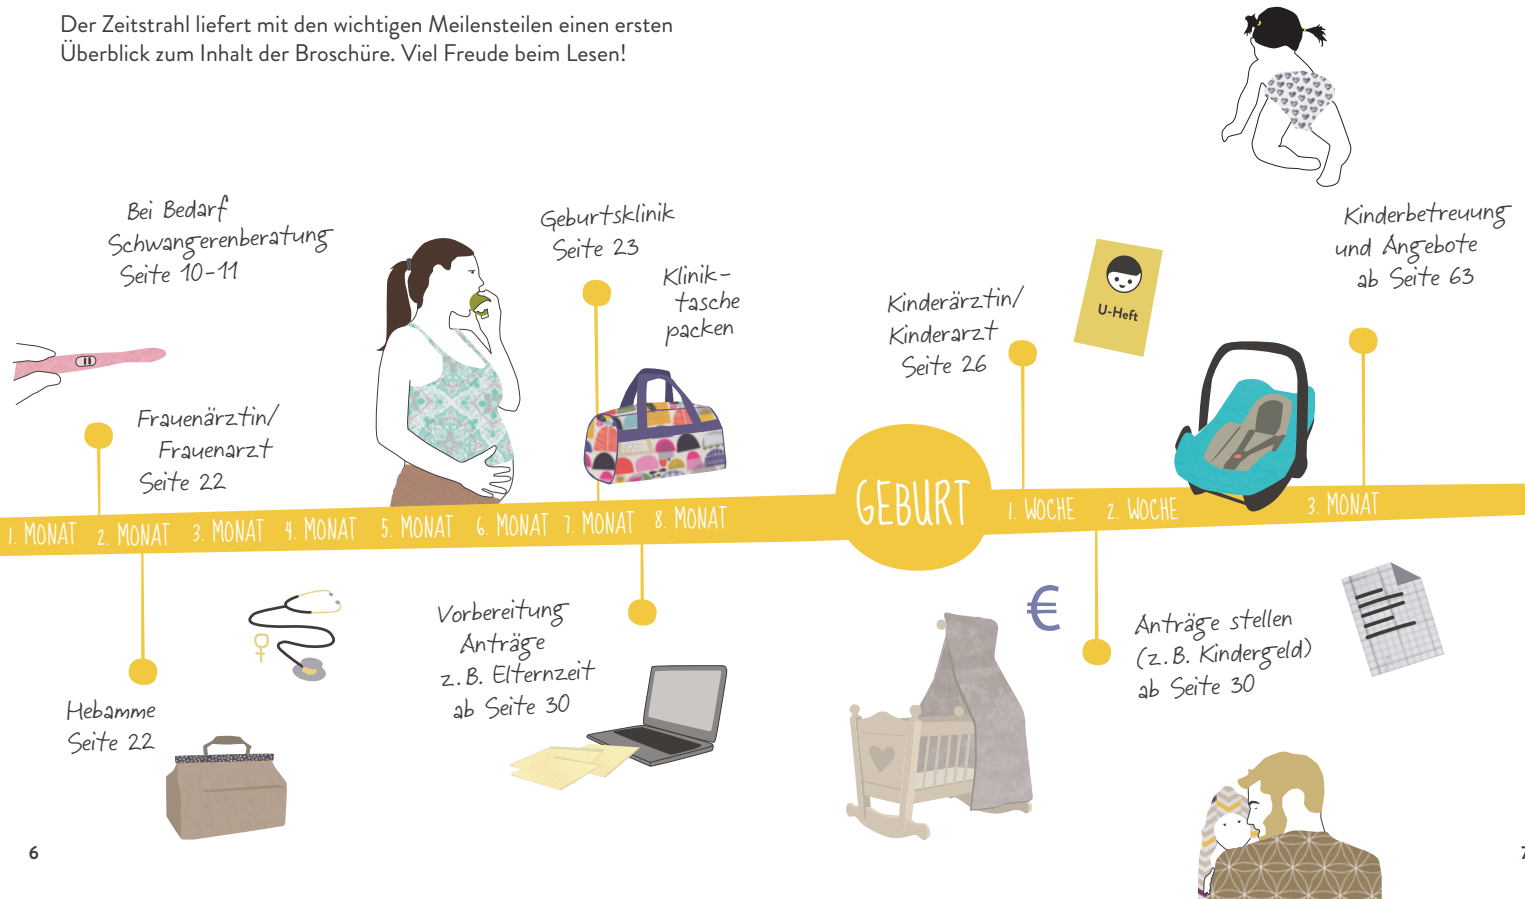 Der Zeitstrahl liefert mit den wichtigen Meilensteilen einen ersten
Überblick zum Inhalt der Broschüre. Viel Freude beim Lesen!
Bei Bedarf
Schwangerenberatung
Seite 10-11
Geburtsklinik
Seite 23
Klinik-
tasche
packen
Kinderärztin/
Kinderarzt
Seite 26
U-Heft
Kinderbetreuung
und Angebote
ab Seite 63
Frauenärztin/
Frauenarzt
Seite 22
1. MONAT 2. MONAT 3. MONAT 4. MONAT 5. MONAT 6. MONAT 7. MONAT 8. MONAT GEBURT 1. WOCHE 2. WOCHE 3. MONAT
Hebamme
Seite 22
Vorbereitung
Anträge
z.B. Elternzeit
ab Seite 30
€
Anträge stellen
(z.B. Kindergeld)
ab Seite 30
6
7